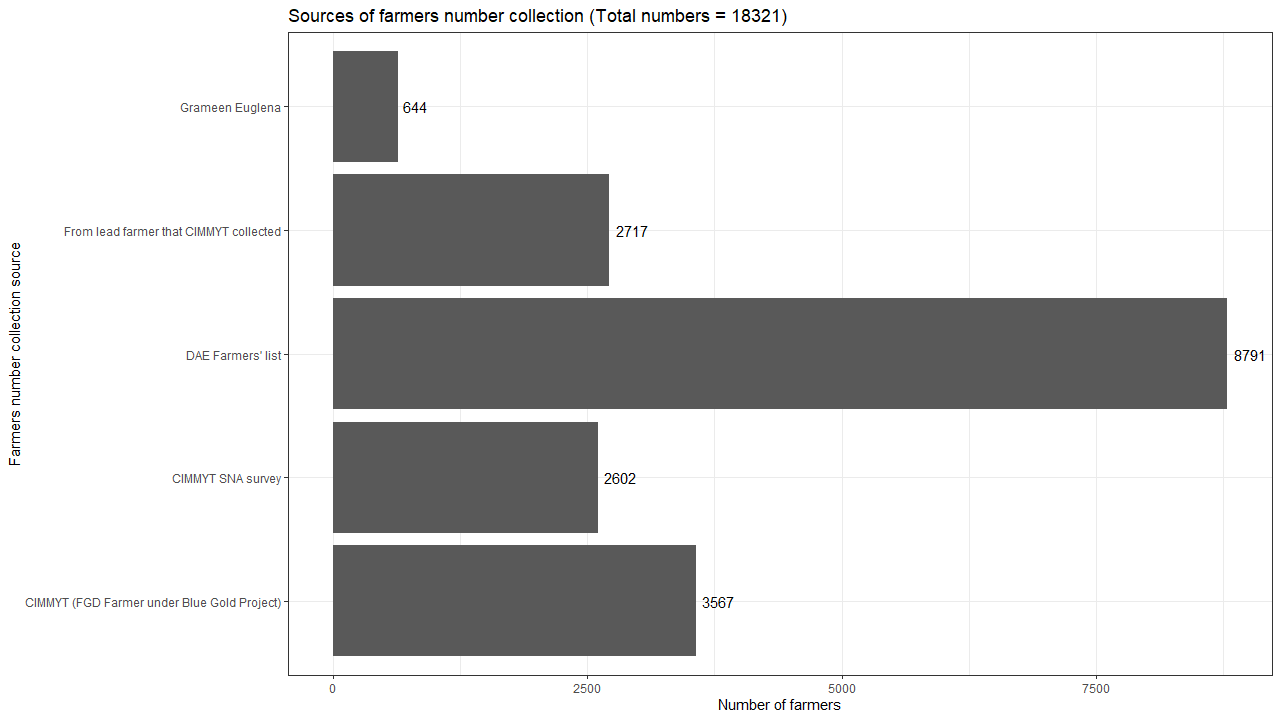 Sources of farmers number collection (Total numbers = 18321)
Farmers number collection source
Grameen Euglena
644
From lead farmer that CIMMYT collected
2717
DAE Farmers' list
8791
CIMMYT SNA survey
2602
CIMMYT (FGD Farmer under Blue Gold Project)
3567
0 2500 5000 7500
Number of farmers